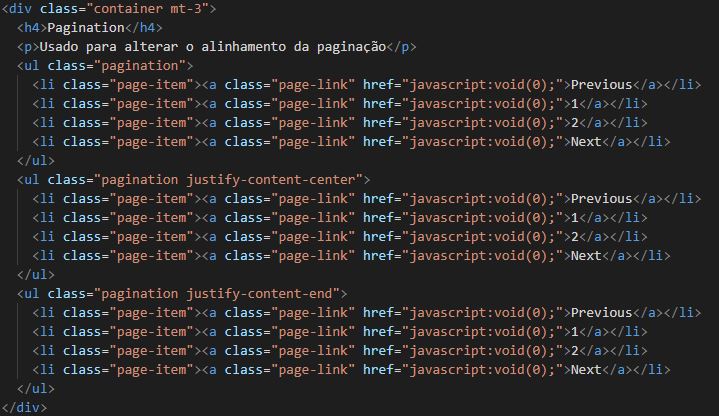 <div class="container mt-3">
  <h4>Pagination</h4>
  <p>Usado para alterar o alinhamento da paginação</p>
  <ul class="pagination">
    <li class="page-item"><a class="page-link" href="javascript:void(0);">Previous</a></li>
    <li class="page-item"><a class="page-link" href="javascript:void(0);">1</a></li>
    <li class="page-item"><a class="page-link" href="javascript:void(0);">2</a></li>
    <li class="page-item"><a class="page-link" href="javascript:void(0);">Next</a></li>
  </ul>
  <ul class="pagination justify-content-center">
    <li class="page-item"><a class="page-link" href="javascript:void(0);">Previous</a></li>
    <li class="page-item"><a class="page-link" href="javascript:void(0);">1</a></li>
    <li class="page-item"><a class="page-link" href="javascript:void(0);">2</a></li>
    <li class="page-item"><a class="page-link" href="javascript:void(0);">Next</a></li>
  </ul>
  <ul class="pagination justify-content-end">
    <li class="page-item"><a class="page-link" href="javascript:void(0);">Previous</a></li>
    <li class="page-item"><a class="page-link" href="javascript:void(0);">1</a></li>
    <li class="page-item"><a class="page-link" href="javascript:void(0);">2</a></li>
    <li class="page-item"><a class="page-link" href="javascript:void(0);">Next</a></li>
  </ul>
</div>